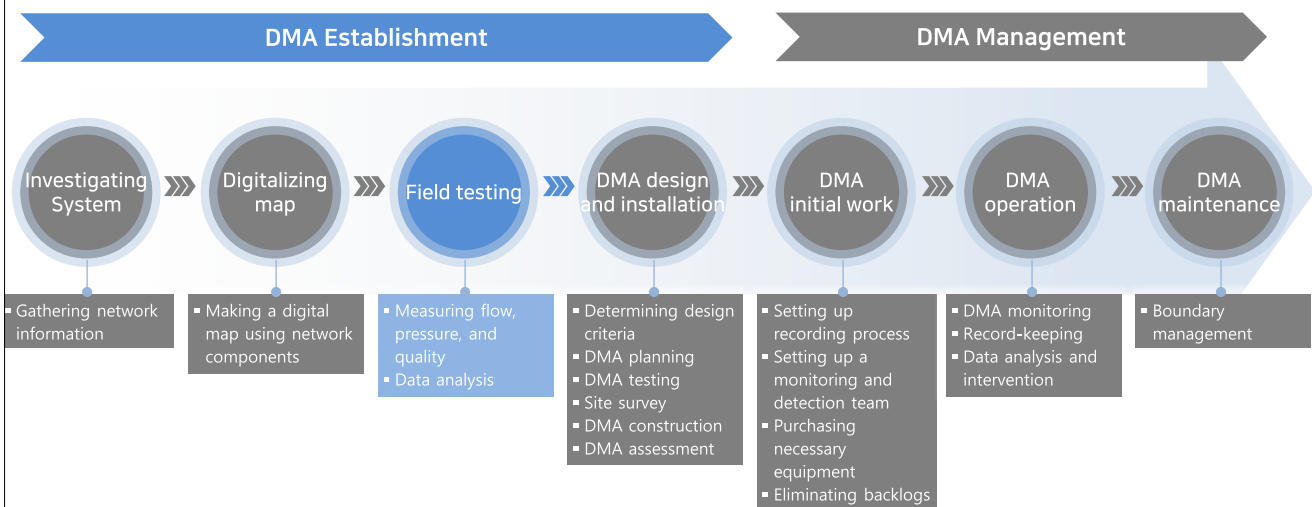 DMA Establishment
DMA Management
Investigating
System
Digitalizing
map
Field testing
DMA design
and installation
DMA
initial work
DMA
operation
DMA
maintenance
▪ Gathering network
information
▪ Making a digital
map using network
components
▪ Measuring flow,
pressure, and
quality
▪ Data analysis
▪ Determining design
criteria
▪ DMA planning
▪ DMA testing
▪ Site survey
▪ DMA construction
▪ DMA assessment
▪ Setting up
recording process
▪ Setting up a
monitoring and
detection team
▪ Purchasing
necessary
equipment
▪ Eliminating backlogs
▪ DMA monitoring
▪ Record-keeping
▪ Data analysis and
intervention
▪ Boundary
management